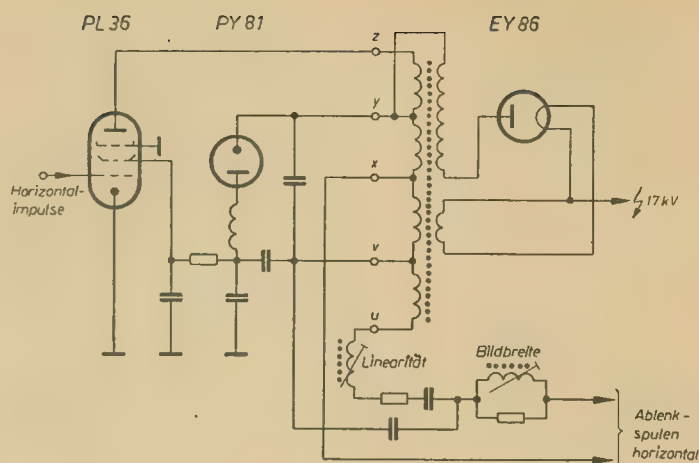 PL 36
PY 81
EY 86
z
y
x
v
u
Horizontal-
impulse
17 kV
Linearität
Bildbreite
Ablenk-
spulen
horizontal